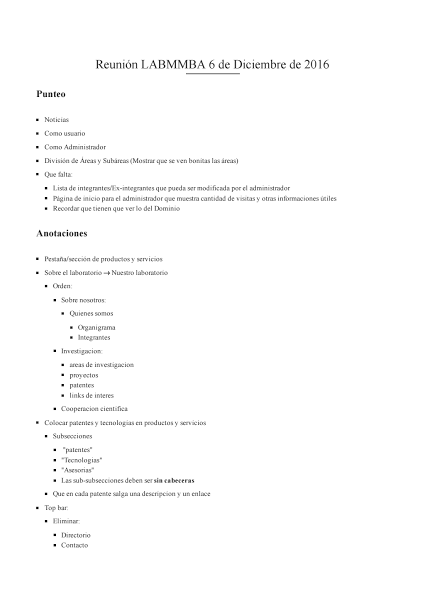 Reunión LABMMBA 6 de Diciembre de 2016
Punteo
Noticias
Como usuario
Como Administrador
División de Áreas y Subáreas (Mostrar que se ven bonitas las áreas)
Que falta:
Lista de integrantes/Ex-integrantes que pueda ser modificada por el administrador
Página de inicio para el administrador que muestra cantidad de visitas y otras informaciones útiles
Recordar que tienen que ver lo del Dominio
Anotaciones
Pestaña/sección de productos y servicios
Sobre el laboratorio → Nuestro laboratorio
Orden:
Sobre nosotros:
Quienes somos
Organigrama
Integrantes
Investigacion:
areas de investigacion
proyectos
patentes
links de interes
Cooperacion cientifica
Colocar patentes y tecnologias en productos y servicios
Subsecciones
"patentes"
"Tecnologias"
"Asesorias"
Las sub-subsecciones deben ser sin cabeceras
Que en cada patente salga una descripcion y un enlace
Top bar:
Eliminar:
Directorio
Contacto